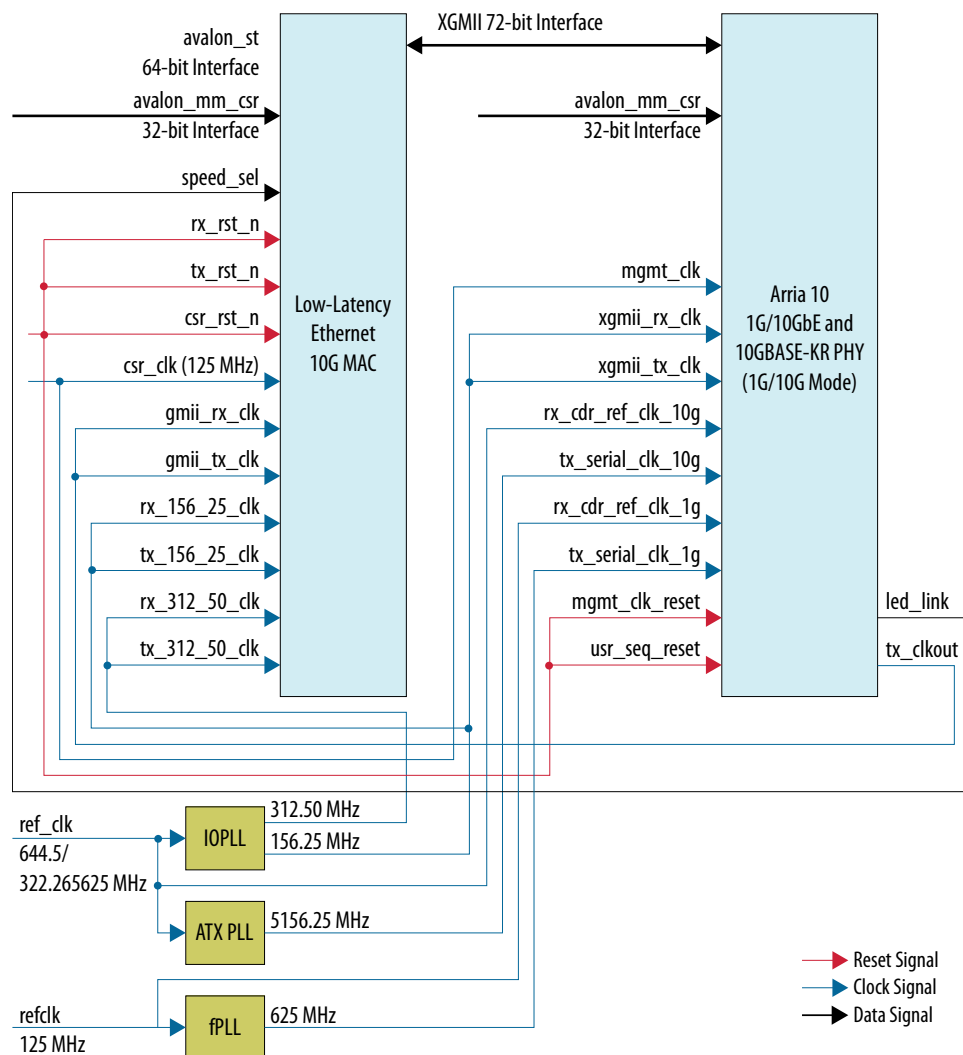 XGMII 72-bit Interface
avalon_st
64-bit Interface
avalon_mm_csr
32-bit Interface
speed_sel
rx_rst_n
tx_rst_n
csr_rst_n
csr_clk (125 MHz)
gmii_rx_clk
gmii_tx_clk
rx_156_25_clk
tx_156_25_clk
rx_312_50_clk
tx_312_50_clk
Low-Latency
Ethernet
10G MAC
avalon_mm_csr
32-bit Interface
mgmt_clk
xgmii_rx_clk
xgmii_tx_clk
rx_cdr_ref_clk_10g
tx_serial_clk_10g
rx_cdr_ref_clk_1g
tx_serial_clk_1g
mgmt_clk_reset
usr_seq_reset
Arria 10
1G/10GbE and
10GBASE-KR PHY
(1G/10G Mode)
led_link
tx_clkout
ref_clk
644.5/
322.265625 MHz
IOPLL
312.50 MHz
156.25 MHz
ATX PLL
5156.25 MHz
refclk
125 MHz
fPLL
625 MHz
Reset Signal
Clock Signal
Data Signal